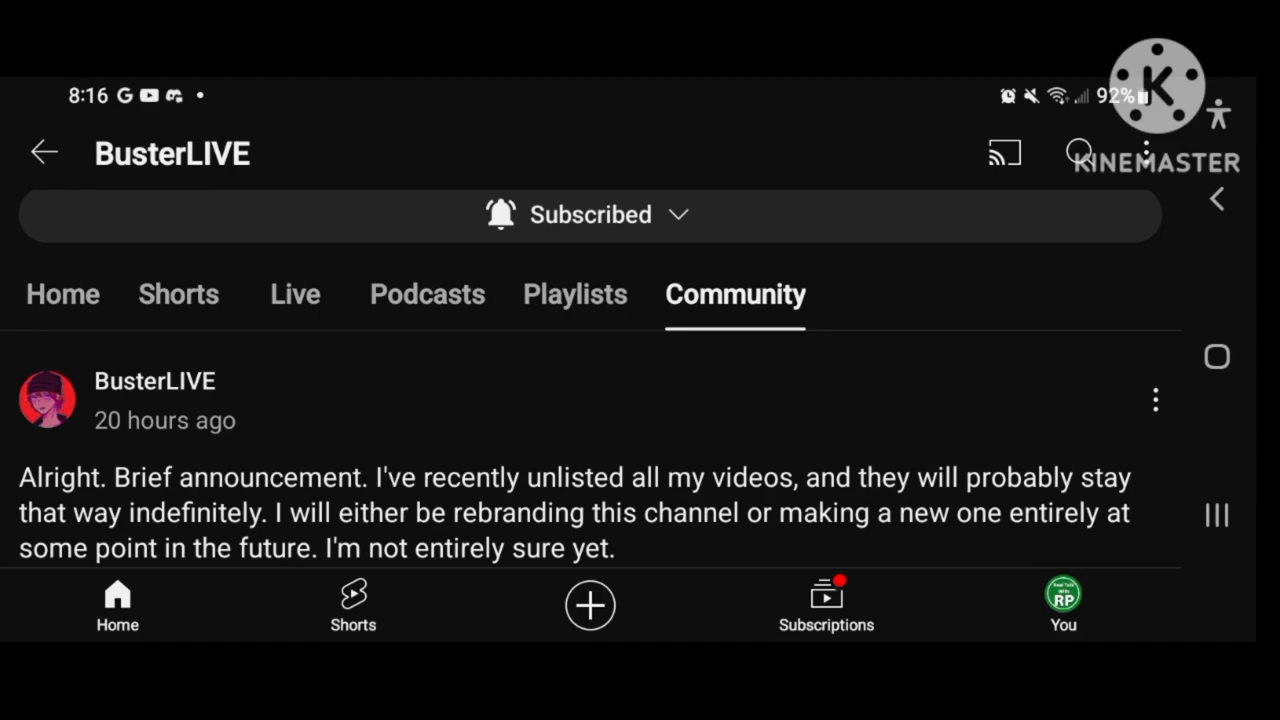 8:16
92%
K
KINEMASTER
BusterLIVE
Subscribed
Home Shorts Live Podcasts Playlists Community
BusterLIVE
20 hours ago
Alright. Brief announcement. I've recently unlisted all my videos, and they will probably stay
that way indefinitely. I will either be rebranding this channel or making a new one entirely at
some point in the future. I'm not entirely sure yet.
RP
Home Shorts Subscriptions You